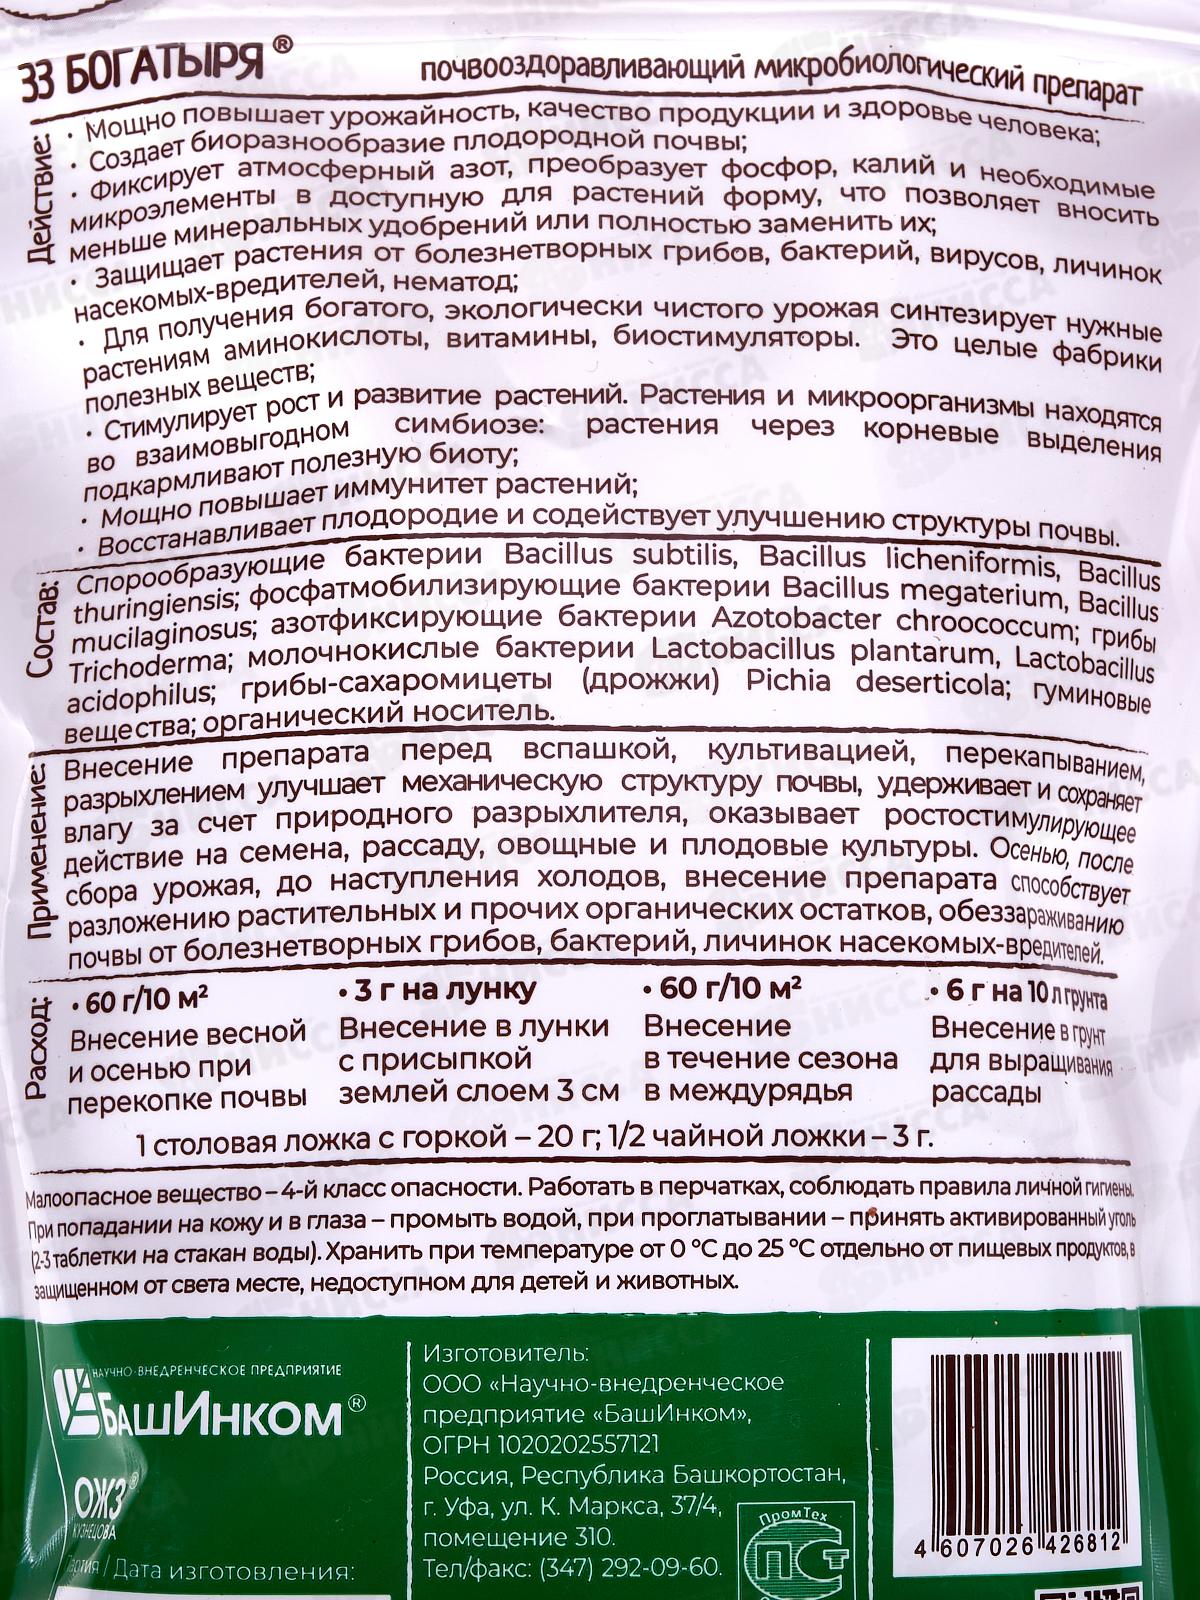 33 БОГАТЫРЯ®
почвооздоравливающий микробиологический препарат
Действие:
· Мощно повышает урожайность, качество продукции и здоровье человека;
· Создает биоразнообразие плодородной почвы;
· Фиксирует атмосферный азот, преобразует фосфор, калий и необходимые
микроэлементы в доступную для растений форму, что позволяет вносить
меньше минеральных удобрений или полностью заменить их;
· Защищает растения от болезнетворных грибов, бактерий, вирусов, личинок
насекомых-вредителей, нематод;
· Для получения богатого, экологически чистого урожая синтезирует нужные
растениям аминокислоты, витамины, биостимуляторы. Это целые фабрики
полезных веществ;
· Стимулирует рост и развитие растений. Растения и микроорганизмы находятся
во взаимовыгодном симбиозе: растения через корневые выделения
подкармливают полезную биоту;
· Мощно повышает иммунитет растений;
· Восстанавливает плодородие и содействует улучшению структуры почвы.
Состав:
Спорообразующие бактерии Bacillus subtilis, Bacillus licheniformis, Bacillus
thuringiensis; фосфатмобилизирующие бактерии Bacillus megaterium, Bacillus
mucilaginosus; азотфиксирующие бактерии Azotobacter chroococcum; грибы
Trichoderma; молочнокислые бактерии Lactobacillus plantarum, Lactobacillus
acidophilus; грибы-сахаромицеты (дрожжи) Pichia deserticola; гуминовые
вещества; органический носитель.
Применение:
Внесение препарата перед вспашкой, культивацией, перекапыванием,
разрыхлением улучшает механическую структуру почвы, удерживает и сохраняет
влагу за счет природного разрыхлителя, оказывает ростостимулирующее
действие на семена, рассаду, овощные и плодовые культуры. Осенью, после
сбора урожая, до наступления холодов, внесение препарата способствует
разложению растительных и прочих органических остатков, обеззараживанию
почвы от болезнетворных грибов, бактерий, личинок насекомых-вредителей.
Расход:
· 60 г/10 м²
Внесение весной
и осенью при
перекопке почвы
· 3 г на лунку
Внесение в лунки
с присыпкой
землей слоем 3 см
· 60 г/10 м²
Внесение
в течение сезона
в междурядья
· 6 г на 10 л грунта
Внесение в грунт
для выращивания
рассады
1 столовая ложка с горкой – 20 г; 1/2 чайной ложки – 3 г.
Малоопасное вещество – 4-й класс опасности. Работать в перчатках, соблюдать правила личной гигиены.
При попадании на кожу и в глаза – промыть водой, при проглатывании – принять активированный уголь
(2-3 таблетки на стакан воды). Хранить при температуре от 0 °С до 25 °С отдельно от пищевых продуктов, в
защищенном от света месте, недоступном для детей и животных.
НАУЧНО-ВНЕДРЕНЧЕСКОЕ ПРЕДПРИЯТИЕ
БашИнком®
ОЖЗ®
КУЗНЕЦОВА
Партия / Дата изготовления:
Изготовитель:
ООО «Научно-внедренческое
предприятие «БашИнком»,
ОГРН 1020202557121
Россия, Республика Башкортостан,
г. Уфа, ул. К. Маркса, 37/4,
помещение 310.
Тел/факс: (347) 292-09-60.
ПромТех
ПСТ
4 607026 426812